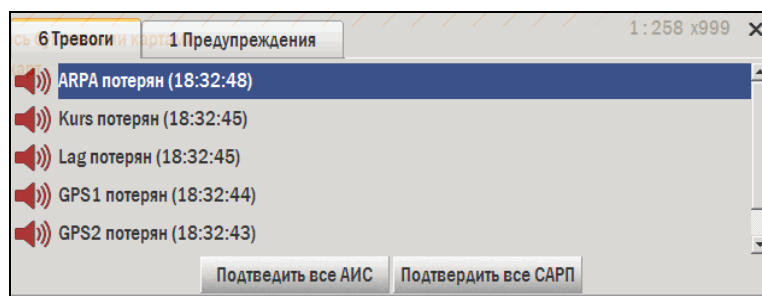 6 Тревоги 1 Предупреждения 1:258 x999
ARPA потерян (18:32:48)
Kurs потерян (18:32:45)
Lag потерян (18:32:45)
GPS1 потерян (18:32:44)
GPS2 потерян (18:32:43)
Подтведить все АИС Подтвердить все САРП